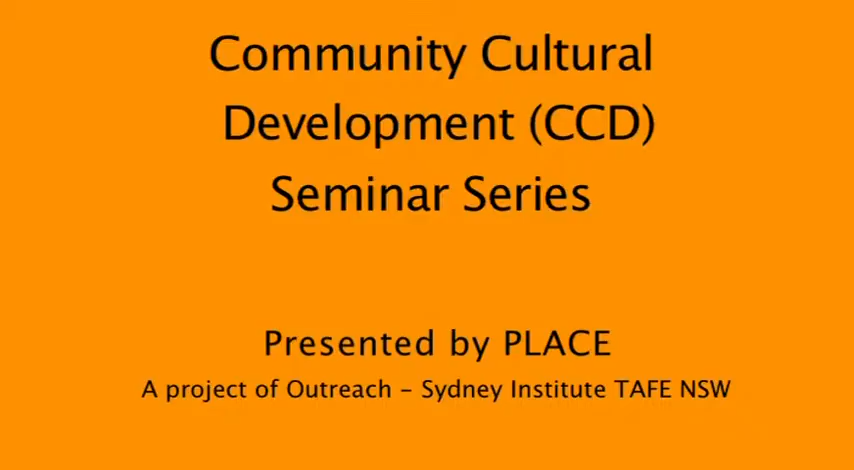 Community Cultural
Development (CCD)
Seminar Series
Presented by PLACE
A project of Outreach – Sydney Institute TAFE NSW